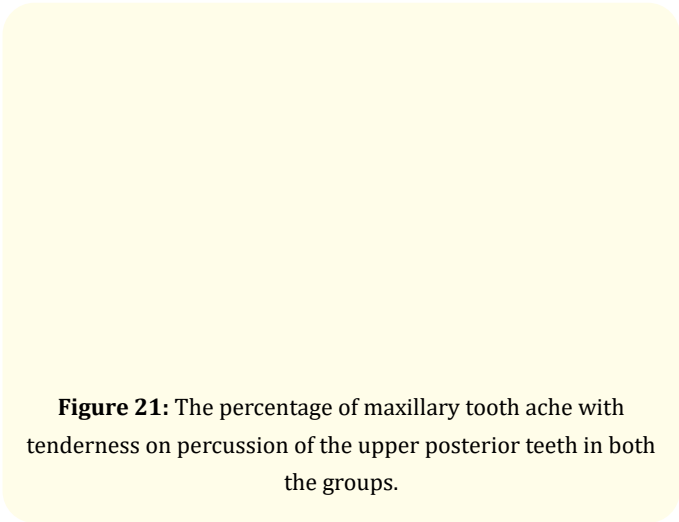 Figure 21: The percentage of maxillary tooth ache with
tenderness on percussion of the upper posterior teeth in both
the groups.